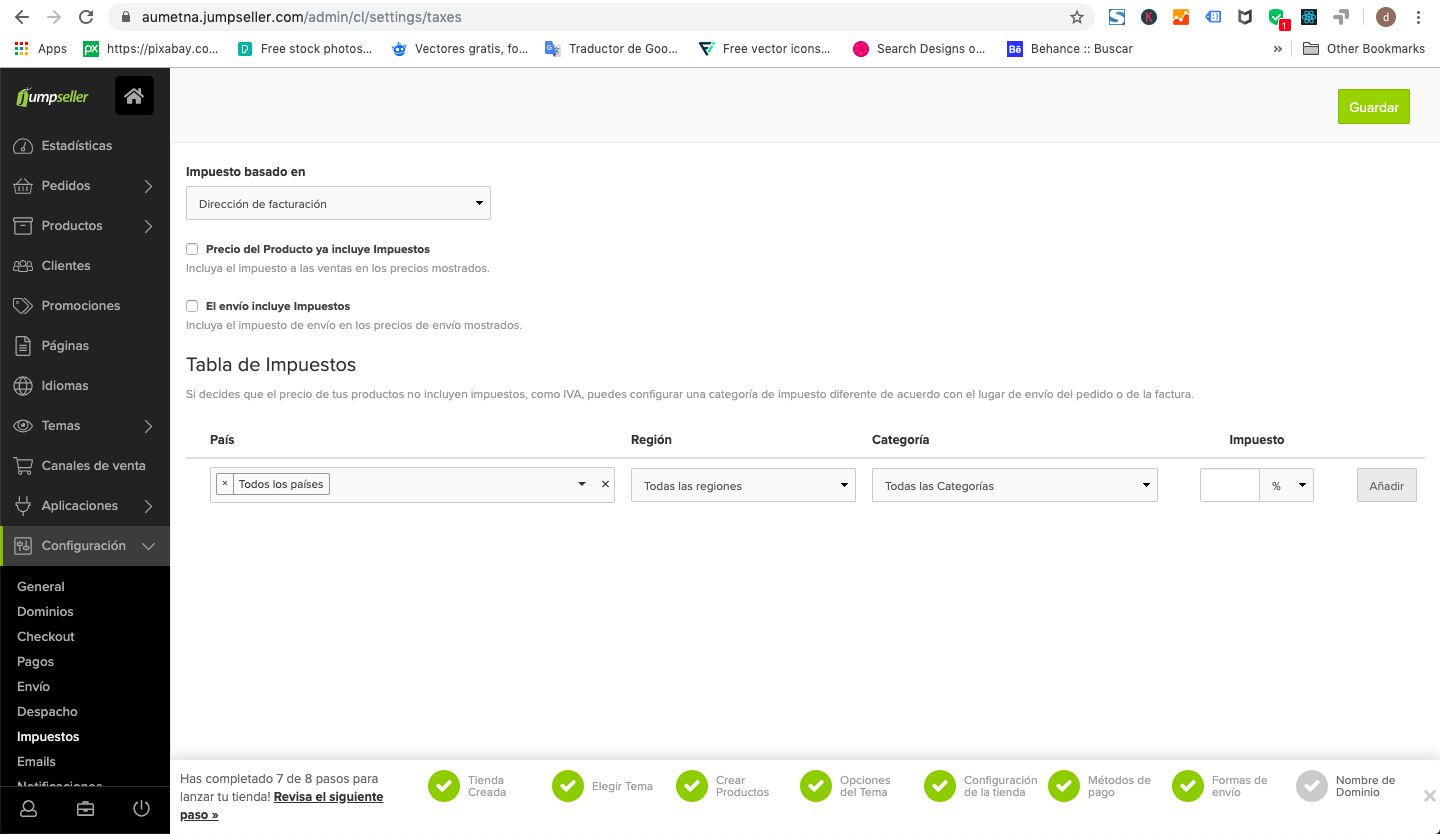 aumetna.jumpseller.com/admin/cl/settings/taxes
1
d
Apps
px https://pixabay.co...
Free stock photos...
Vectores gratis, fo...
Traductor de Goo...
Free vector icons...
Search Designs o...
Bē Behance :: Buscar
»
Other Bookmarks
jumpseller
Estadísticas
Pedidos
Productos
Clientes
Promociones
Páginas
Idiomas
Temas
Canales de venta
Aplicaciones
Configuración
General
Dominios
Checkout
Pagos
Envío
Despacho
Impuestos
Emails
Notificaciones
Guardar
Impuesto basado en
Dirección de facturación
Precio del Producto ya incluye Impuestos
Incluya el impuesto a las ventas en los precios mostrados.
El envío incluye Impuestos
Incluya el impuesto de envío en los precios de envío mostrados.
Tabla de Impuestos
Si decides que el precio de tus productos no incluyen impuestos, como IVA, puedes configurar una categoría de impuesto diferente de acuerdo con el lugar de envío del pedido o de la factura.
País Región Categoría Impuesto
× Todos los países × Todas las regiones Todas las Categorías % Añadir
Has completado 7 de 8 pasos para
lanzar tu tienda! Revisa el siguiente
paso »
Tienda
Creada
Elegir Tema
Crear
Productos
Opciones
del Tema
Configuración
de la tienda
Métodos de
pago
Formas de
envío
Nombre de
Dominio
×